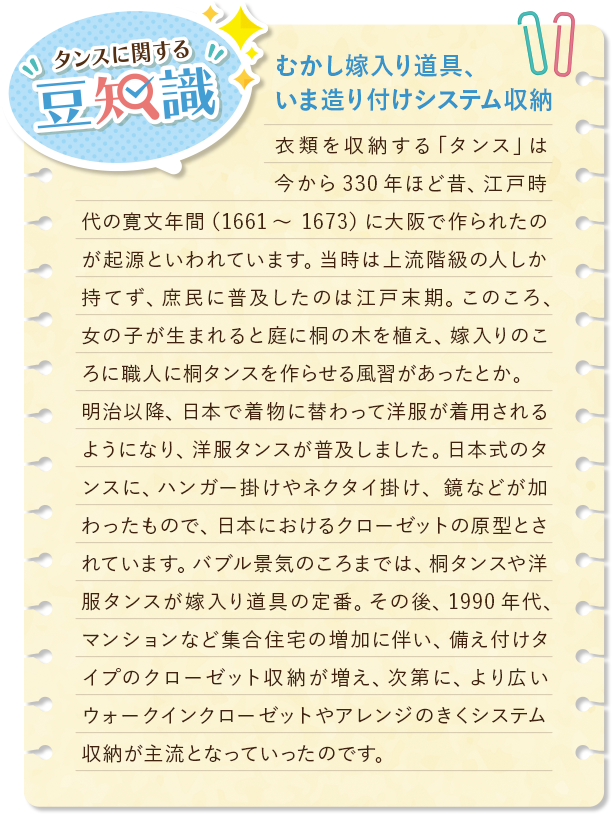 タンスに関する
豆知識
むかし嫁入り道具、
いま造り付けシステム収納
衣類を収納する「タンス」は
今から 330 年ほど昔、江戸時
代の寛文年間（1661 ～ 1673）に大阪で作られたの
が起源といわれています。当時は上流階級の人しか
持てず、庶民に普及したのは江戸末期。このころ、
女の子が生まれると庭に桐の木を植え、嫁入りのこ
ろに職人に桐タンスを作らせる風習があったとか。
明治以降、日本で着物に替わって洋服が着用される
ようになり、洋服タンスが普及しました。日本式のタ
ンスに、ハンガー掛けやネクタイ掛け、鏡などが加
わったもので、日本におけるクローゼットの原型とさ
れています。バブル景気のころまでは、桐タンスや洋
服タンスが嫁入り道具の定番。その後、1990 年代、
マンションなど集合住宅の増加に伴い、備え付けタ
イプのクローゼット収納が増え、次第に、より広い
ウォークインクローゼットやアレンジのきくシステム
収納が主流となっていったのです。